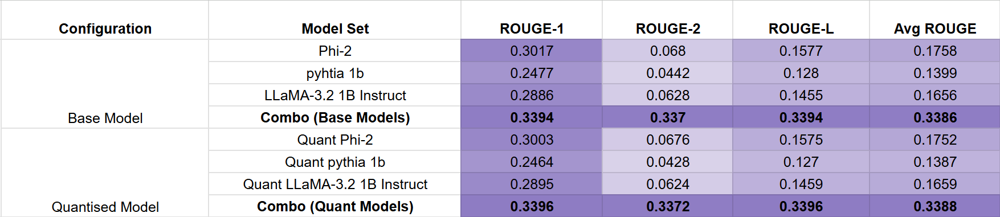 Configuration Model Set ROUGE-1 ROUGE-2 ROUGE-L Avg ROUGE
Phi-2 0.3017 0.068 0.1577 0.1758
pyhtia 1b 0.2477 0.0442 0.128 0.1399
LLaMA-3.2 1B Instruct 0.2886 0.0628 0.1455 0.1656
Base Model Combo (Base Models) 0.3394 0.337 0.3394 0.3386
Quant Phi-2 0.3003 0.0676 0.1575 0.1752
Quant pythia 1b 0.2464 0.0428 0.127 0.1387
Quant LLaMA-3.2 1B Instruct 0.2895 0.0624 0.1459 0.1659
Quantised Model Combo (Quant Models) 0.3396 0.3372 0.3396 0.3388